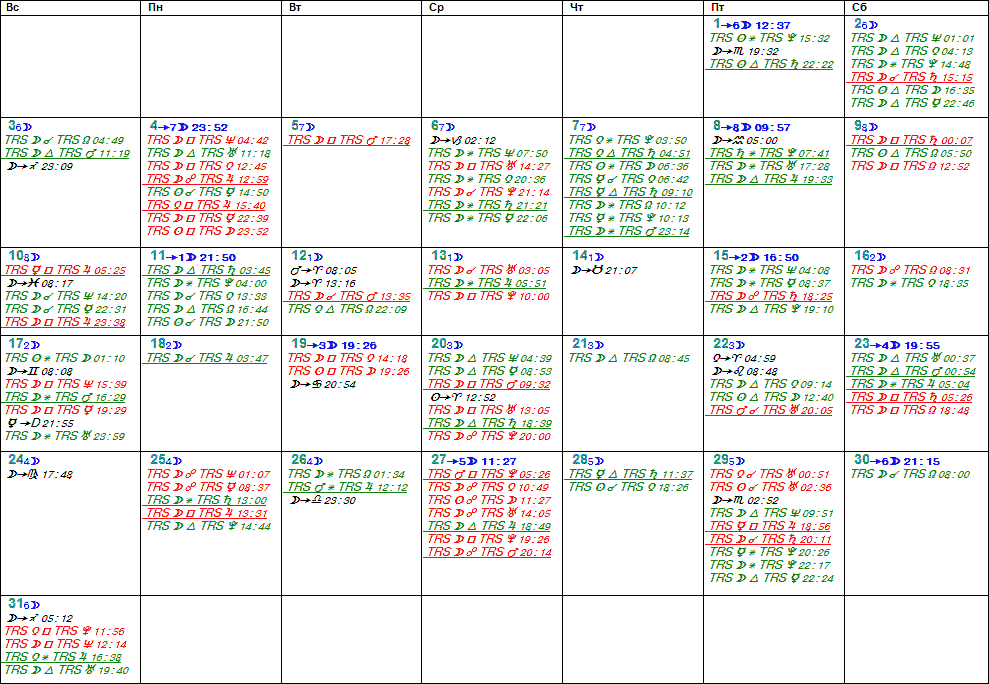 Вс Пн Вт Ср Чт Пт Сб
1→6☽ 12:37
TRS ☉ ⚹ TRS ♆ 15:32
☽→♏ 19:32
TRS ☉ △ TRS ♄ 22:22
2 6☽
TRS ☽ △ TRS ♆ 01:01
TRS ☽ △ TRS ♀ 04:13
TRS ☽ ⚹ TRS ♇ 14:48
TRS ☽ ☌ TRS ♄ 15:15
TRS ☉ △ TRS ☽ 16:35
TRS ☽ △ TRS ☿ 22:46
3 6☽
TRS ☽ ☌ TRS ☊ 04:49
TRS ☽ △ TRS ♂ 11:19
☽→♐ 23:09
4→7☽ 23:52
TRS ☽ □ TRS ♆ 04:42
TRS ☽ △ TRS ♅ 11:18
TRS ☽ □ TRS ♀ 12:45
TRS ☽ ☍ TRS ♃ 12:59
TRS ☉ ☌ TRS ☿ 14:50
TRS ♀ □ TRS ♃ 15:40
TRS ☽ □ TRS ☿ 22:39
TRS ☉ □ TRS ☽ 23:52
5 7☽
TRS ☽ □ TRS ♂ 17:28
6 7☽
☽→♑ 02:12
TRS ☽ ⚹ TRS ♆ 07:50
TRS ☽ □ TRS ♅ 14:27
TRS ☽ ⚹ TRS ♀ 20:36
TRS ☽ ☌ TRS ♇ 21:14
TRS ☽ ⚹ TRS ♄ 21:21
TRS ☽ ⚹ TRS ☿ 22:06
7 7☽
TRS ♀ ⚹ TRS ♇ 03:50
TRS ♀ △ TRS ♄ 04:51
TRS ☉ ⚹ TRS ☽ 06:36
TRS ☿ ☌ TRS ♀ 06:42
TRS ☿ △ TRS ♄ 09:10
TRS ☽ ⚹ TRS ☊ 10:12
TRS ☿ ⚹ TRS ♇ 10:13
TRS ☽ ⚹ TRS ♂ 23:14
8→8☽ 09:57
☽→♒ 05:00
TRS ♄ ⚹ TRS ♇ 07:41
TRS ☽ ⚹ TRS ♅ 17:28
TRS ☽ △ TRS ♃ 19:33
9 8☽
TRS ☽ □ TRS ♄ 00:07
TRS ☉ △ TRS ☊ 05:50
TRS ☽ □ TRS ☊ 12:52
10 8☽
TRS ☿ □ TRS ♃ 05:25
☽→♓ 08:17
TRS ☽ ☌ TRS ♆ 14:20
TRS ☽ ☌ TRS ☿ 22:31
TRS ☽ □ TRS ♃ 23:38
11→1☽ 21:50
TRS ☽ △ TRS ♄ 03:45
TRS ☽ ⚹ TRS ♇ 04:00
TRS ☽ ☌ TRS ♀ 13:33
TRS ☽ △ TRS ☊ 16:44
TRS ☉ ☌ TRS ☽ 21:50
12 1☽
♂→♈ 08:05
☽→♈ 13:16
TRS ☽ ☌ TRS ♂ 13:35
TRS ♀ △ TRS ☊ 22:09
13 1☽
TRS ☽ ☌ TRS ♅ 03:05
TRS ☽ ⚹ TRS ♃ 05:51
TRS ☽ □ TRS ♇ 10:00
14 1☽
☽→♉ 21:07
15→2☽ 16:50
TRS ☽ ⚹ TRS ♆ 04:08
TRS ☽ ⚹ TRS ☿ 08:37
TRS ☽ ☍ TRS ♄ 18:25
TRS ☽ △ TRS ♇ 19:10
16 2☽
TRS ☽ ☍ TRS ☊ 08:31
TRS ☽ ⚹ TRS ♀ 18:35
17 2☽
TRS ☉ ⚹ TRS ☽ 01:10
☽→♊ 08:08
TRS ☽ □ TRS ♆ 15:39
TRS ☽ ⚹ TRS ♂ 16:29
TRS ☽ □ TRS ☿ 19:29
☿→D 21:55
TRS ☽ ⚹ TRS ♅ 23:59
18 2☽
TRS ☽ ☌ TRS ♃ 03:47
19→3☽ 19:26
TRS ☽ □ TRS ♀ 14:18
TRS ☉ □ TRS ☽ 19:26
☽→♋ 20:54
20 3☽
TRS ☽ △ TRS ♆ 04:39
TRS ☽ △ TRS ☿ 08:53
TRS ☽ □ TRS ♂ 09:32
☉→♈ 12:52
TRS ☽ □ TRS ♅ 13:05
TRS ☽ △ TRS ♄ 18:39
TRS ☽ ☍ TRS ♇ 20:00
21 3☽
TRS ☽ △ TRS ☊ 08:45
22 3☽
♀→♈ 04:59
☽→♌ 08:48
TRS ☽ △ TRS ♀ 09:14
TRS ☉ △ TRS ☽ 12:40
TRS ♂ ☌ TRS ♅ 20:05
23→4☽ 19:55
TRS ☽ △ TRS ♅ 00:37
TRS ☽ △ TRS ♂ 00:54
TRS ☽ ⚹ TRS ♃ 05:04
TRS ☽ □ TRS ♄ 05:26
TRS ☽ □ TRS ☊ 18:48
24 4☽
☽→♍ 17:48
25 4☽
TRS ☽ ☍ TRS ♆ 01:07
TRS ☽ ☍ TRS ☿ 08:37
TRS ☽ ⚹ TRS ♄ 13:00
TRS ☽ □ TRS ♃ 13:31
TRS ☽ △ TRS ♇ 14:44
26 4☽
TRS ☽ ⚹ TRS ☊ 01:34
TRS ♂ ⚹ TRS ♃ 12:12
☽→♎ 23:30
27→5☽ 11:27
TRS ♂ □ TRS ♇ 05:26
TRS ☽ ☍ TRS ♀ 10:49
TRS ☉ ☍ TRS ☽ 11:27
TRS ☽ ☍ TRS ♅ 14:05
TRS ☽ △ TRS ♃ 18:49
TRS ☽ □ TRS ♇ 19:26
TRS ☽ ☍ TRS ♂ 20:14
28 5☽
TRS ☿ △ TRS ♄ 11:37
TRS ☉ ☌ TRS ♀ 18:26
29 5☽
TRS ♀ ☌ TRS ♅ 00:51
TRS ☉ ☌ TRS ♅ 02:36
☽→♏ 02:52
TRS ☽ △ TRS ♆ 09:51
TRS ☿ □ TRS ♃ 18:56
TRS ☽ ☌ TRS ♄ 20:11
TRS ☿ ⚹ TRS ♇ 20:26
TRS ☽ ⚹ TRS ♇ 22:17
TRS ☽ △ TRS ☿ 22:24
30→6☽ 21:15
TRS ☽ ☌ TRS ☊ 08:00
31 6☽
☽→♐ 05:12
TRS ♀ □ TRS ♇ 11:56
TRS ☽ □ TRS ♆ 12:14
TRS ♀ ⚹ TRS ♃ 16:38
TRS ☽ △ TRS ♅ 19:40